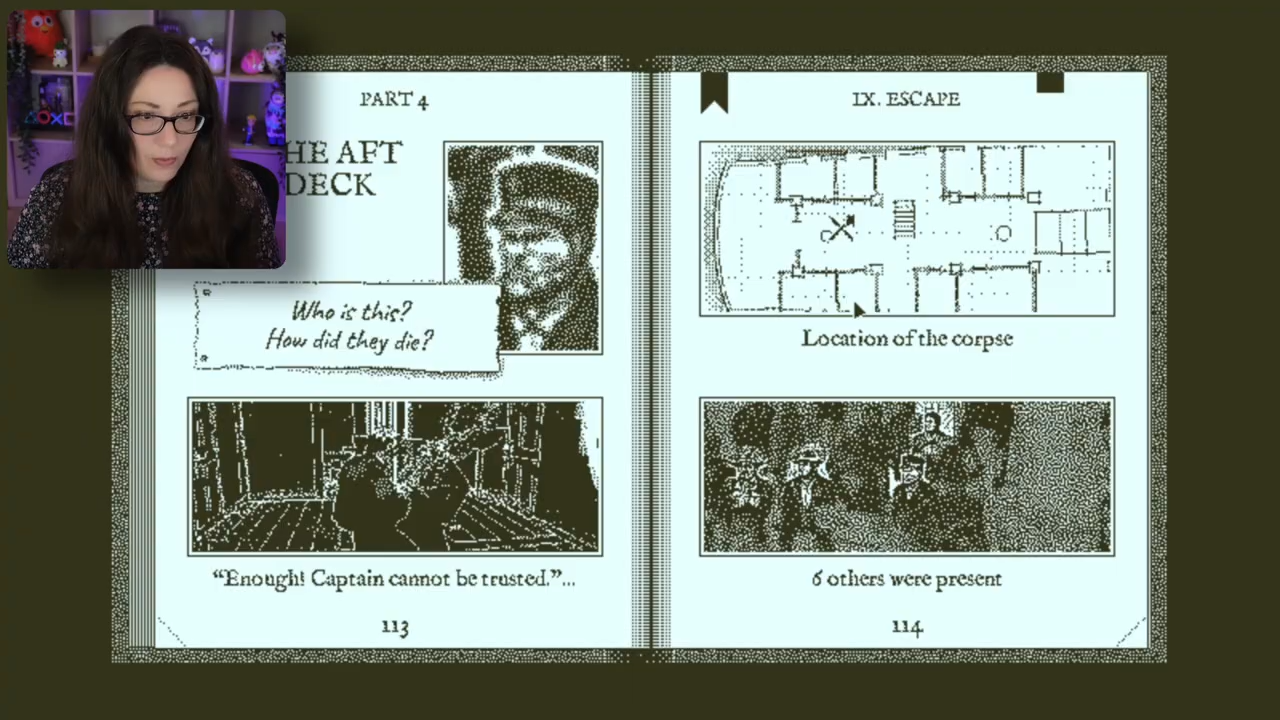 PART 4
HE AFT
DECK
Who is this?
How did they die?
"Enough! Captain cannot be trusted."...
113
IX. ESCAPE
Location of the corpse
6 others were present
114